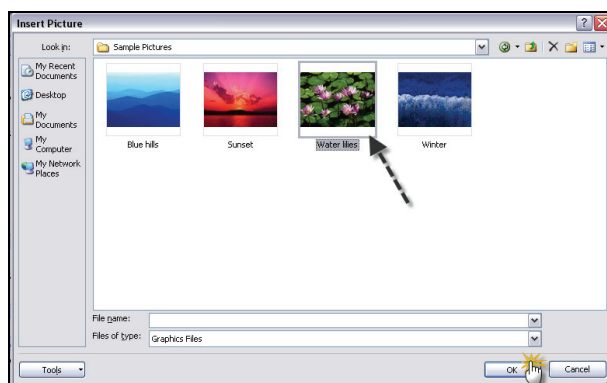 Insert Picture
Look in:
Sample Pictures
My Recent
Documents
Desktop
My
Documents
My
Computer
My Network
Places
Blue hills
Sunset
Water lilies
Winter
File name:
Files of type:
Graphics Files
Tools
OK
Cancel